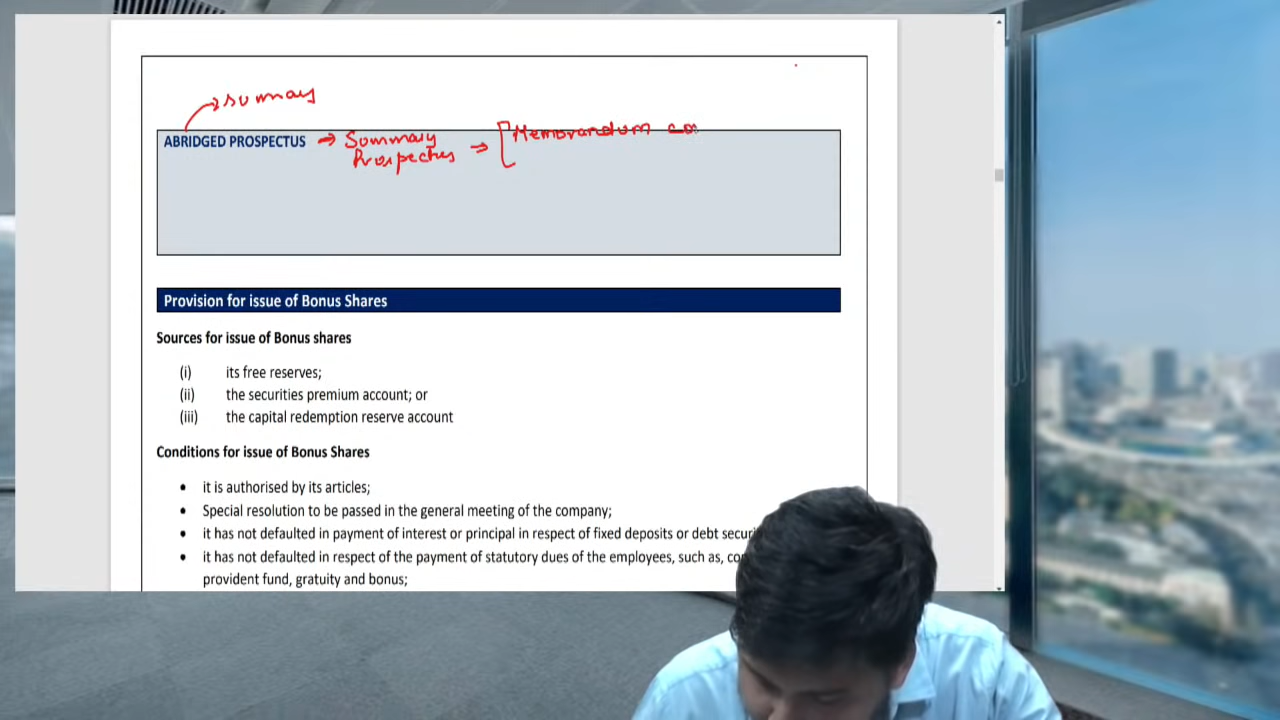 summary
ABRIDGED PROSPECTUS → Summary Prospectus ⇒ [Memorandum co
Provision for issue of Bonus Shares
Sources for issue of Bonus shares
(i) its free reserves;
(ii) the securities premium account; or
(iii) the capital redemption reserve account
Conditions for issue of Bonus Shares
• it is authorised by its articles;
• Special resolution to be passed in the general meeting of the company;
• it has not defaulted in payment of interest or principal in respect of fixed deposits or debt
• it has not defaulted in respect of the payment of statutory dues of the employees, such as,
provident fund, gratuity and bonus;